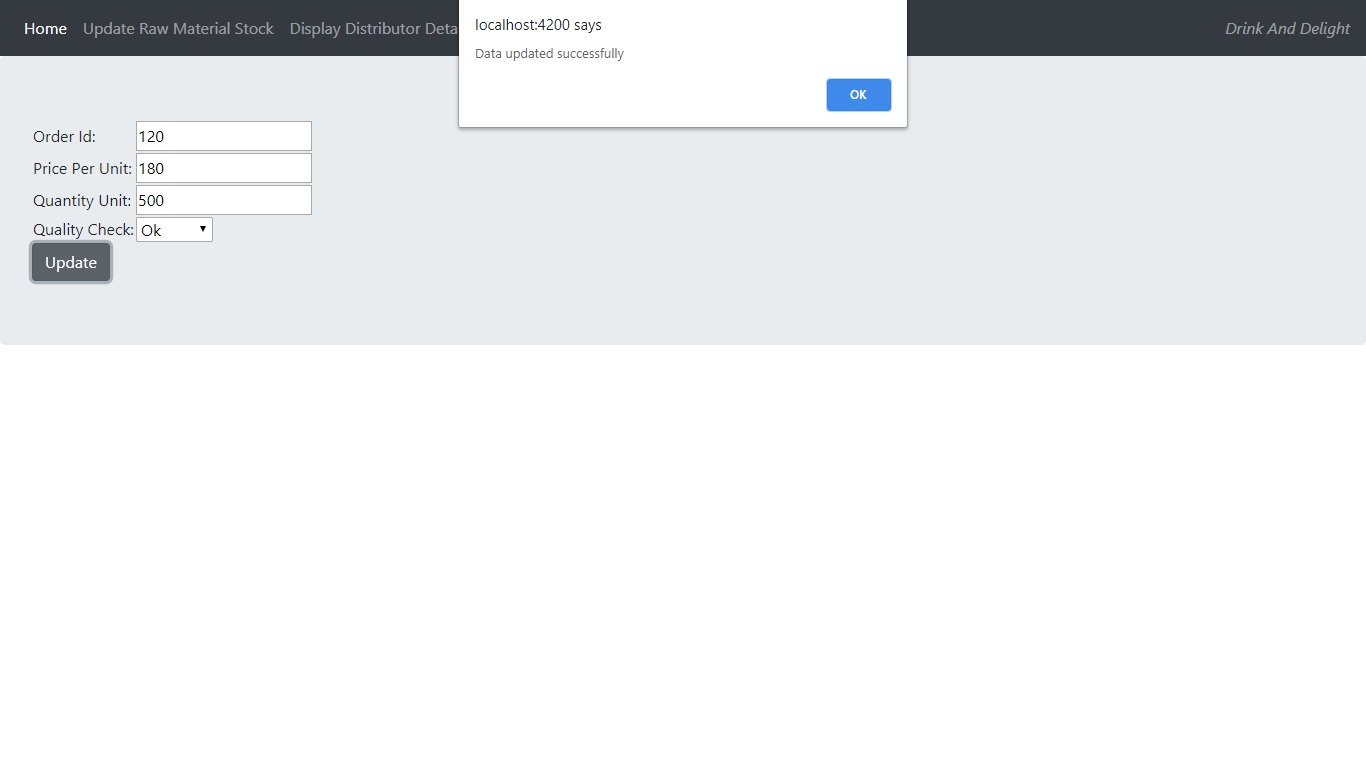 Home Update Raw Material Stock Display Distributor Drink And Delight
localhost:4200 says
Data updated successfully
OK
Order Id: 120
Price Per Unit: 180
Quantity Unit: 500
Quality Check: Ok
Update